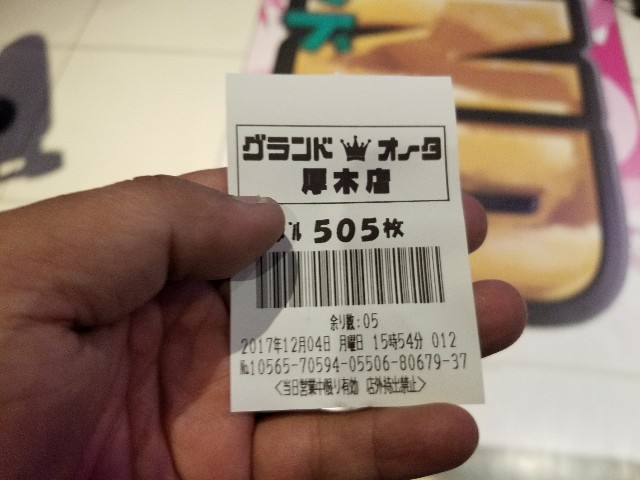 グランド オータ
厚木店
ル 505枚
余り数:05
2017年12月04日 月曜日 15時54分 012
№10565-70594-05506-80679-37
<当日営業中限り有効 店外持出禁止>
ド